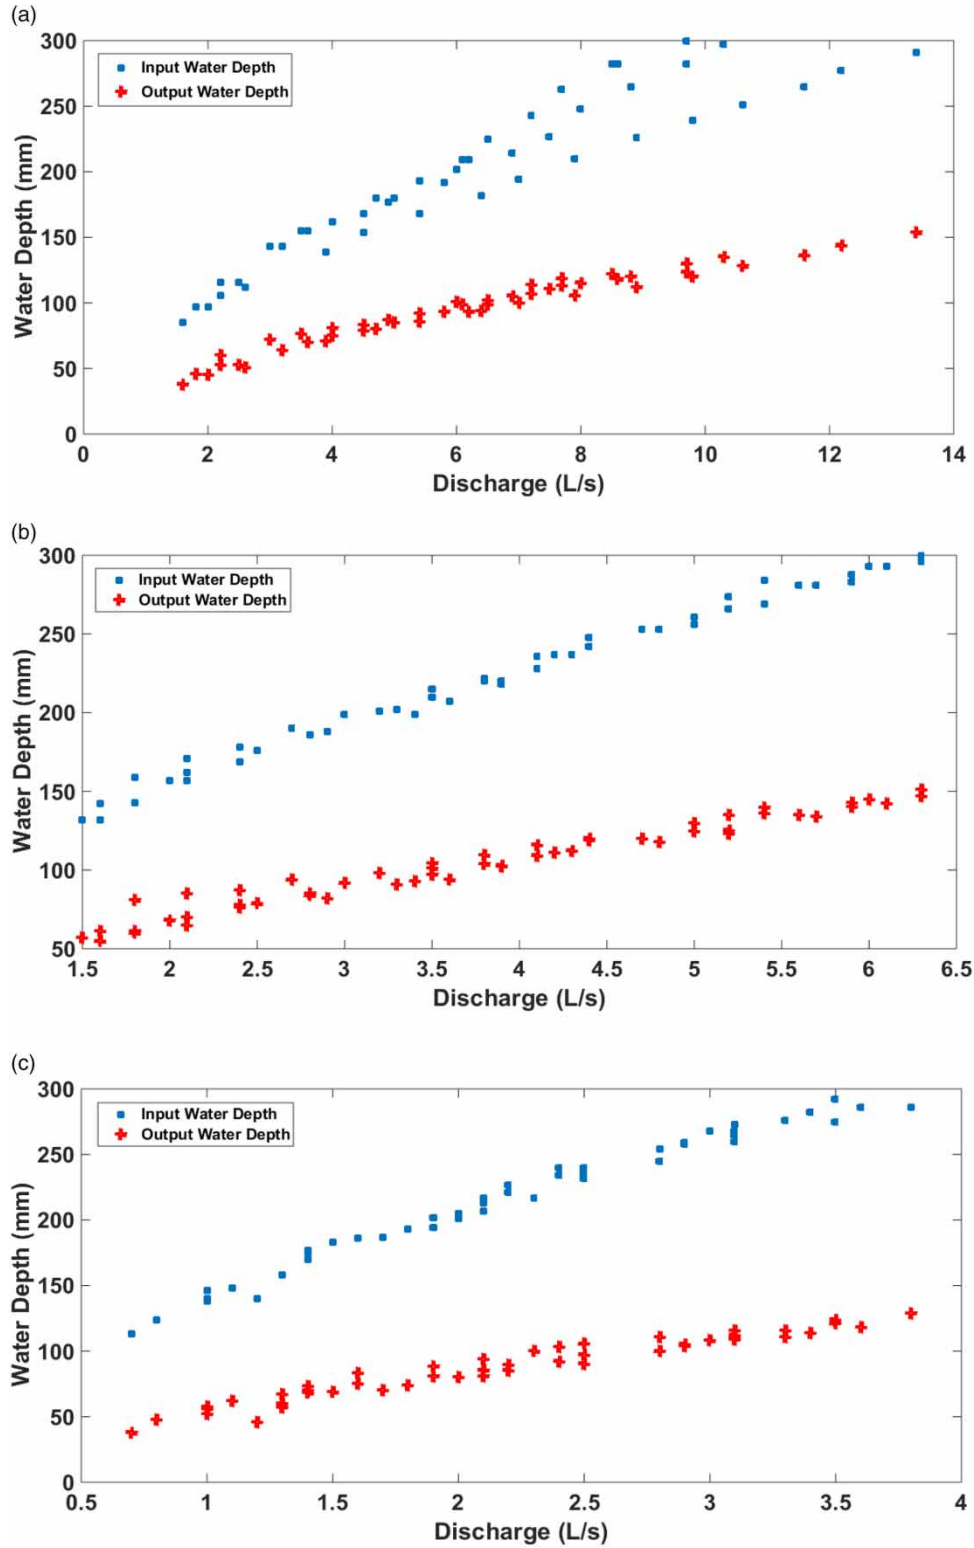 (a)
300
250
200
150
100
50
0
Water Depth (mm)
Input Water Depth
Output Water Depth
0 2 4 6 8 10 12 14
Discharge (L/s)
(b)
300
250
200
150
100
50
Water Depth (mm)
Input Water Depth
Output Water Depth
1.5 2 2.5 3 3.5 4 4.5 5 5.5 6 6.5
Discharge (L/s)
(c)
300
250
200
150
100
50
0
Water Depth (mm)
Input Water Depth
Output Water Depth
0.5 1 1.5 2 2.5 3 3.5 4
Discharge (L/s)